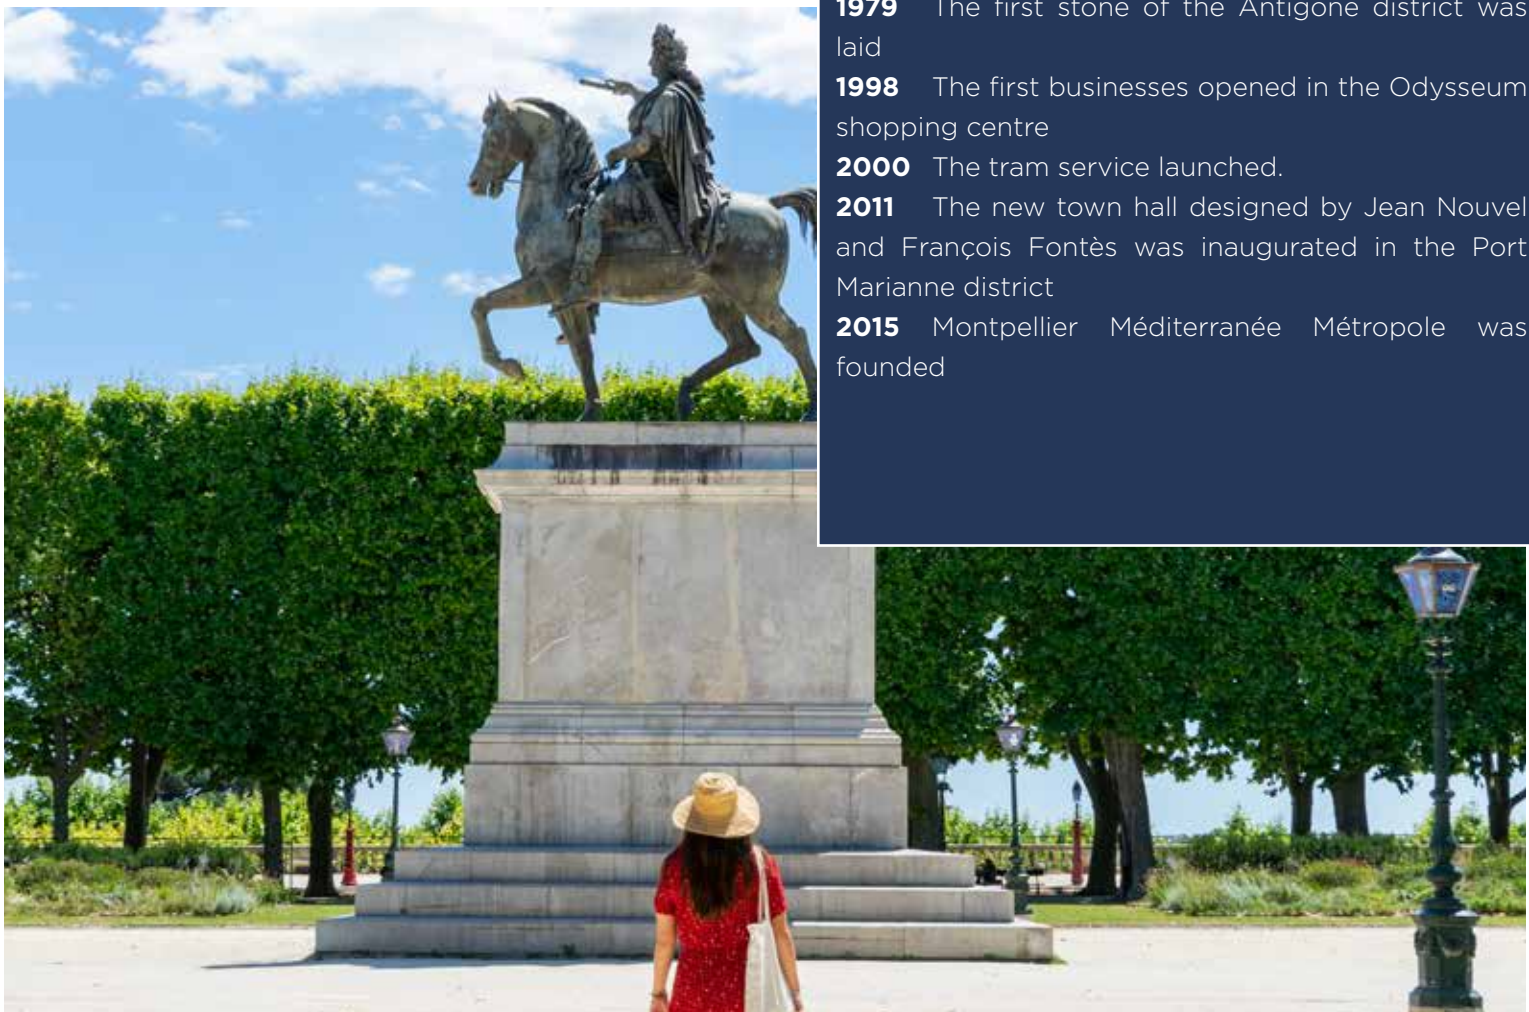 1979 The first stone of the Antigone district was
laid
1998 The first businesses opened in the Odysseum
shopping centre
2000 The tram service launched.
2011 The new town hall designed by Jean Nouvel
and François Fontès was inaugurated in the Port
Marianne district
2015 Montpellier Méditerranée Métropole was
founded